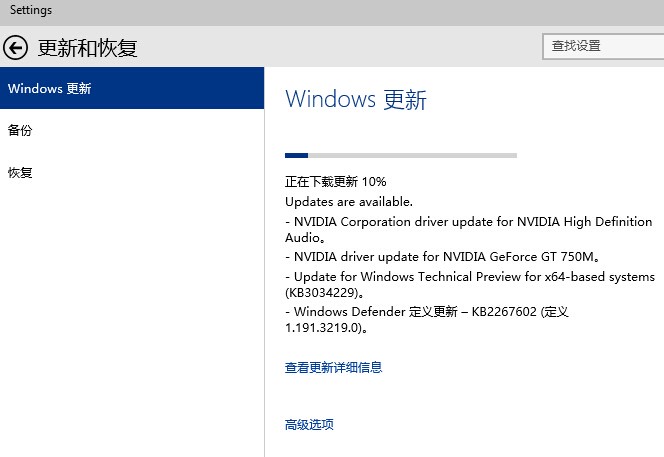 Settings
更新和恢复
查找设置
Windows 更新
备份
恢复
Windows 更新
正在下载更新 10%
Updates are available.
- NVIDIA Corporation driver update for NVIDIA High Definition
Audio。
- NVIDIA driver update for NVIDIA GeForce GT 750M。
- Update for Windows Technical Preview for x64-based systems
(KB3034229)。
- Windows Defender 定义更新 – KB2267602 (定义
1.191.3219.0)。
查看更新详细信息
高级选项